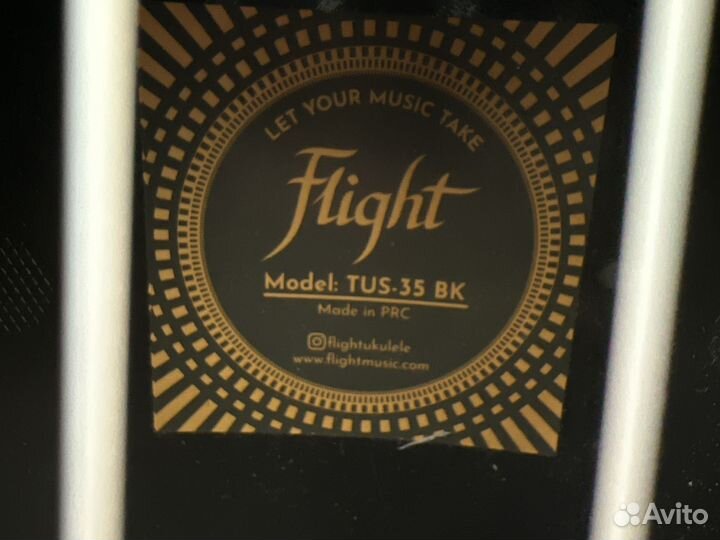 LET YOUR MUSIC TAKE
Flight
Model: TUS-35 BK
Made in PRC
flightukulele
www.flightmusic.com
Avito